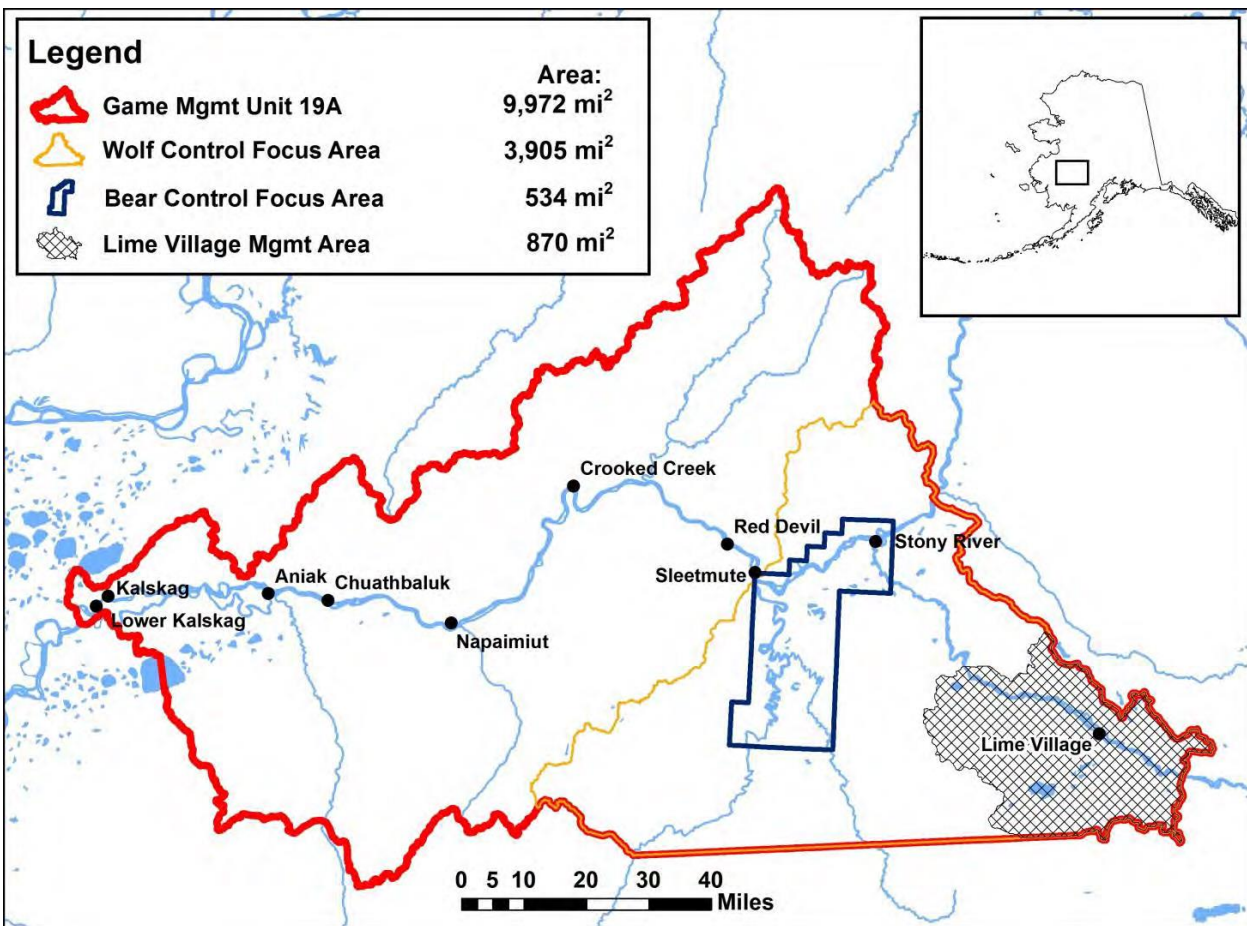 Legend
Area:
Game Mgmt Unit 19A 9,972 mi²
Wolf Control Focus Area 3,905 mi²
Bear Control Focus Area 534 mi²
Lime Village Mgmt Area 870 mi²
Crooked Creek
Red Devil
Stony River
Sleetmute
Aniak
Kalskag
Chuathbaluk
Lower Kalskag
Napaimiut
Lime Village
0 5 10 20 30 40
Miles